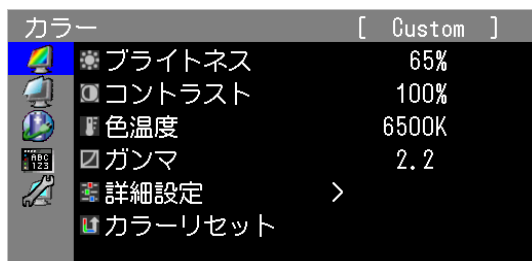 カラー [ Custom ]
ブライトネス 65%
コントラスト 100%
色温度 6500K
ガンマ 2.2
ABC 123
詳細設定 >
カラーリセット